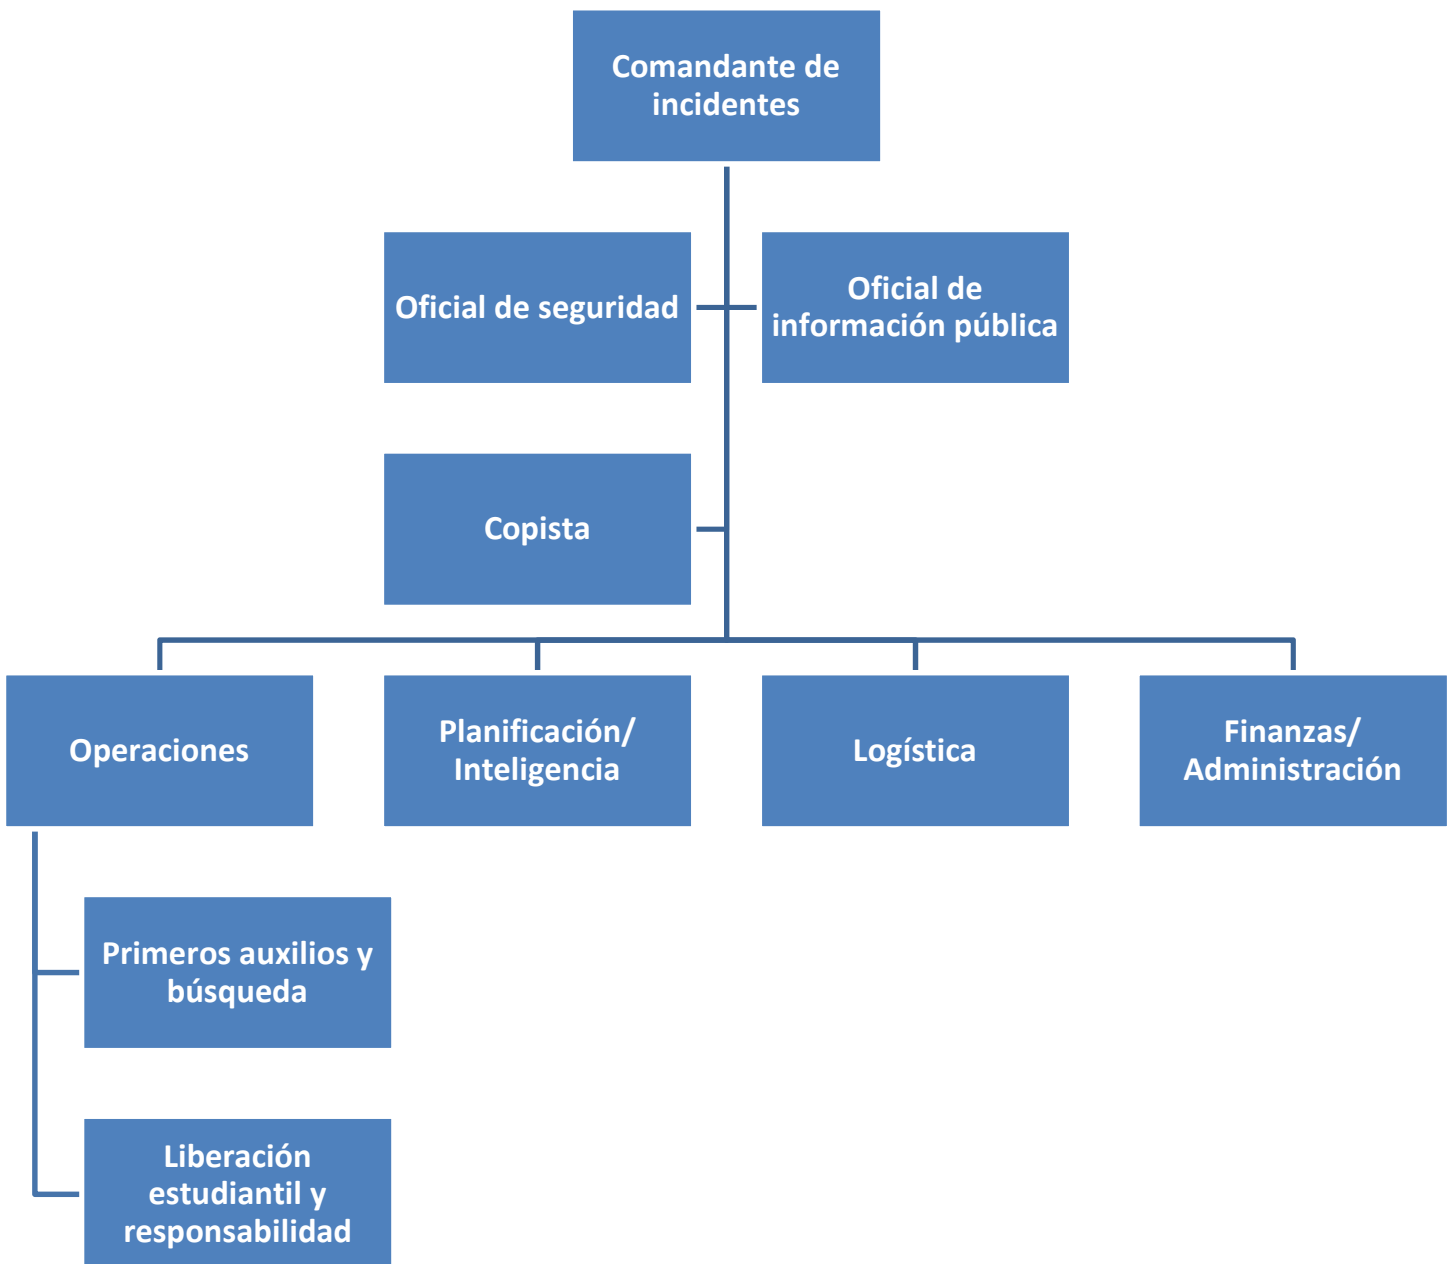 Comandante de
incidentes
Oficial de seguridad
Oficial de
información pública
Copista
Operaciones
Planificación/
Inteligencia
Logística
Finanzas/
Administración
Primeros auxilios y
búsqueda
Liberación
estudiantil y
responsabilidad